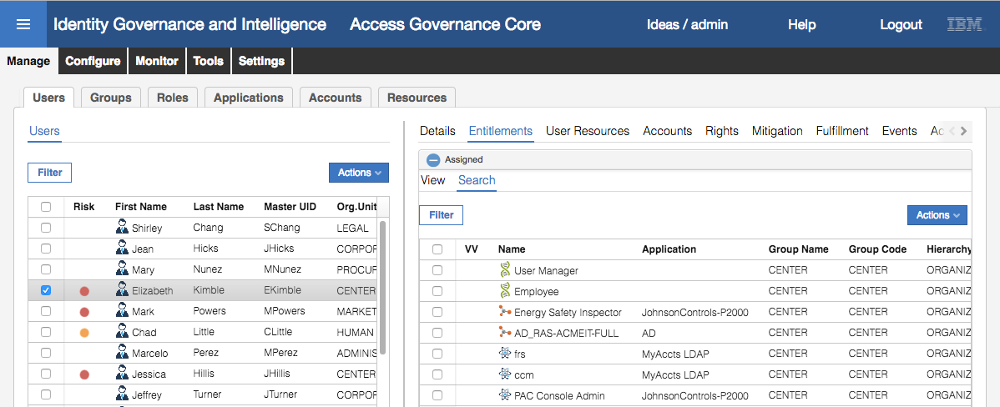 Identity Governance and Intelligence Access Governance Core Ideas / admin Help Logout IBM
Manage Configure Monitor Tools Settings
Users Groups Roles Applications Accounts Resources
Users
Filter Actions
Risk First Name Last Name Master UID Org.Unit
Shirley Chang SChang LEGAL
Jean Hicks JHicks CORPOR
Mary Nunez MNunez PROCUR
Elizabeth Kimble EKimble CENTER
Mark Powers MPowers MARKET
Chad Little CLittle HUMAN
Marcelo Perez MPerez ADMINIS
Jessica Hillis JHillis CENTER
Jeffrey Turner JTurner CORPOR
Details Entitlements User Resources Accounts Rights Mitigation Fulfillment Events Ac
Assigned
View Search
Filter Actions
VV Name Application Group Name Group Code Hierarchy
User Manager CENTER CENTER ORGANIZ
Employee CENTER CENTER ORGANIZ
Energy Safety Inspector JohnsonControls-P2000 CENTER CENTER ORGANIZ
AD_RAS-ACMEIT-FULL AD CENTER CENTER ORGANIZ
frs MyAccts LDAP CENTER CENTER ORGANIZ
ccm MyAccts LDAP CENTER CENTER ORGANIZ
PAC Console Admin JohnsonControls-P2000 CENTER CENTER ORGANIZ